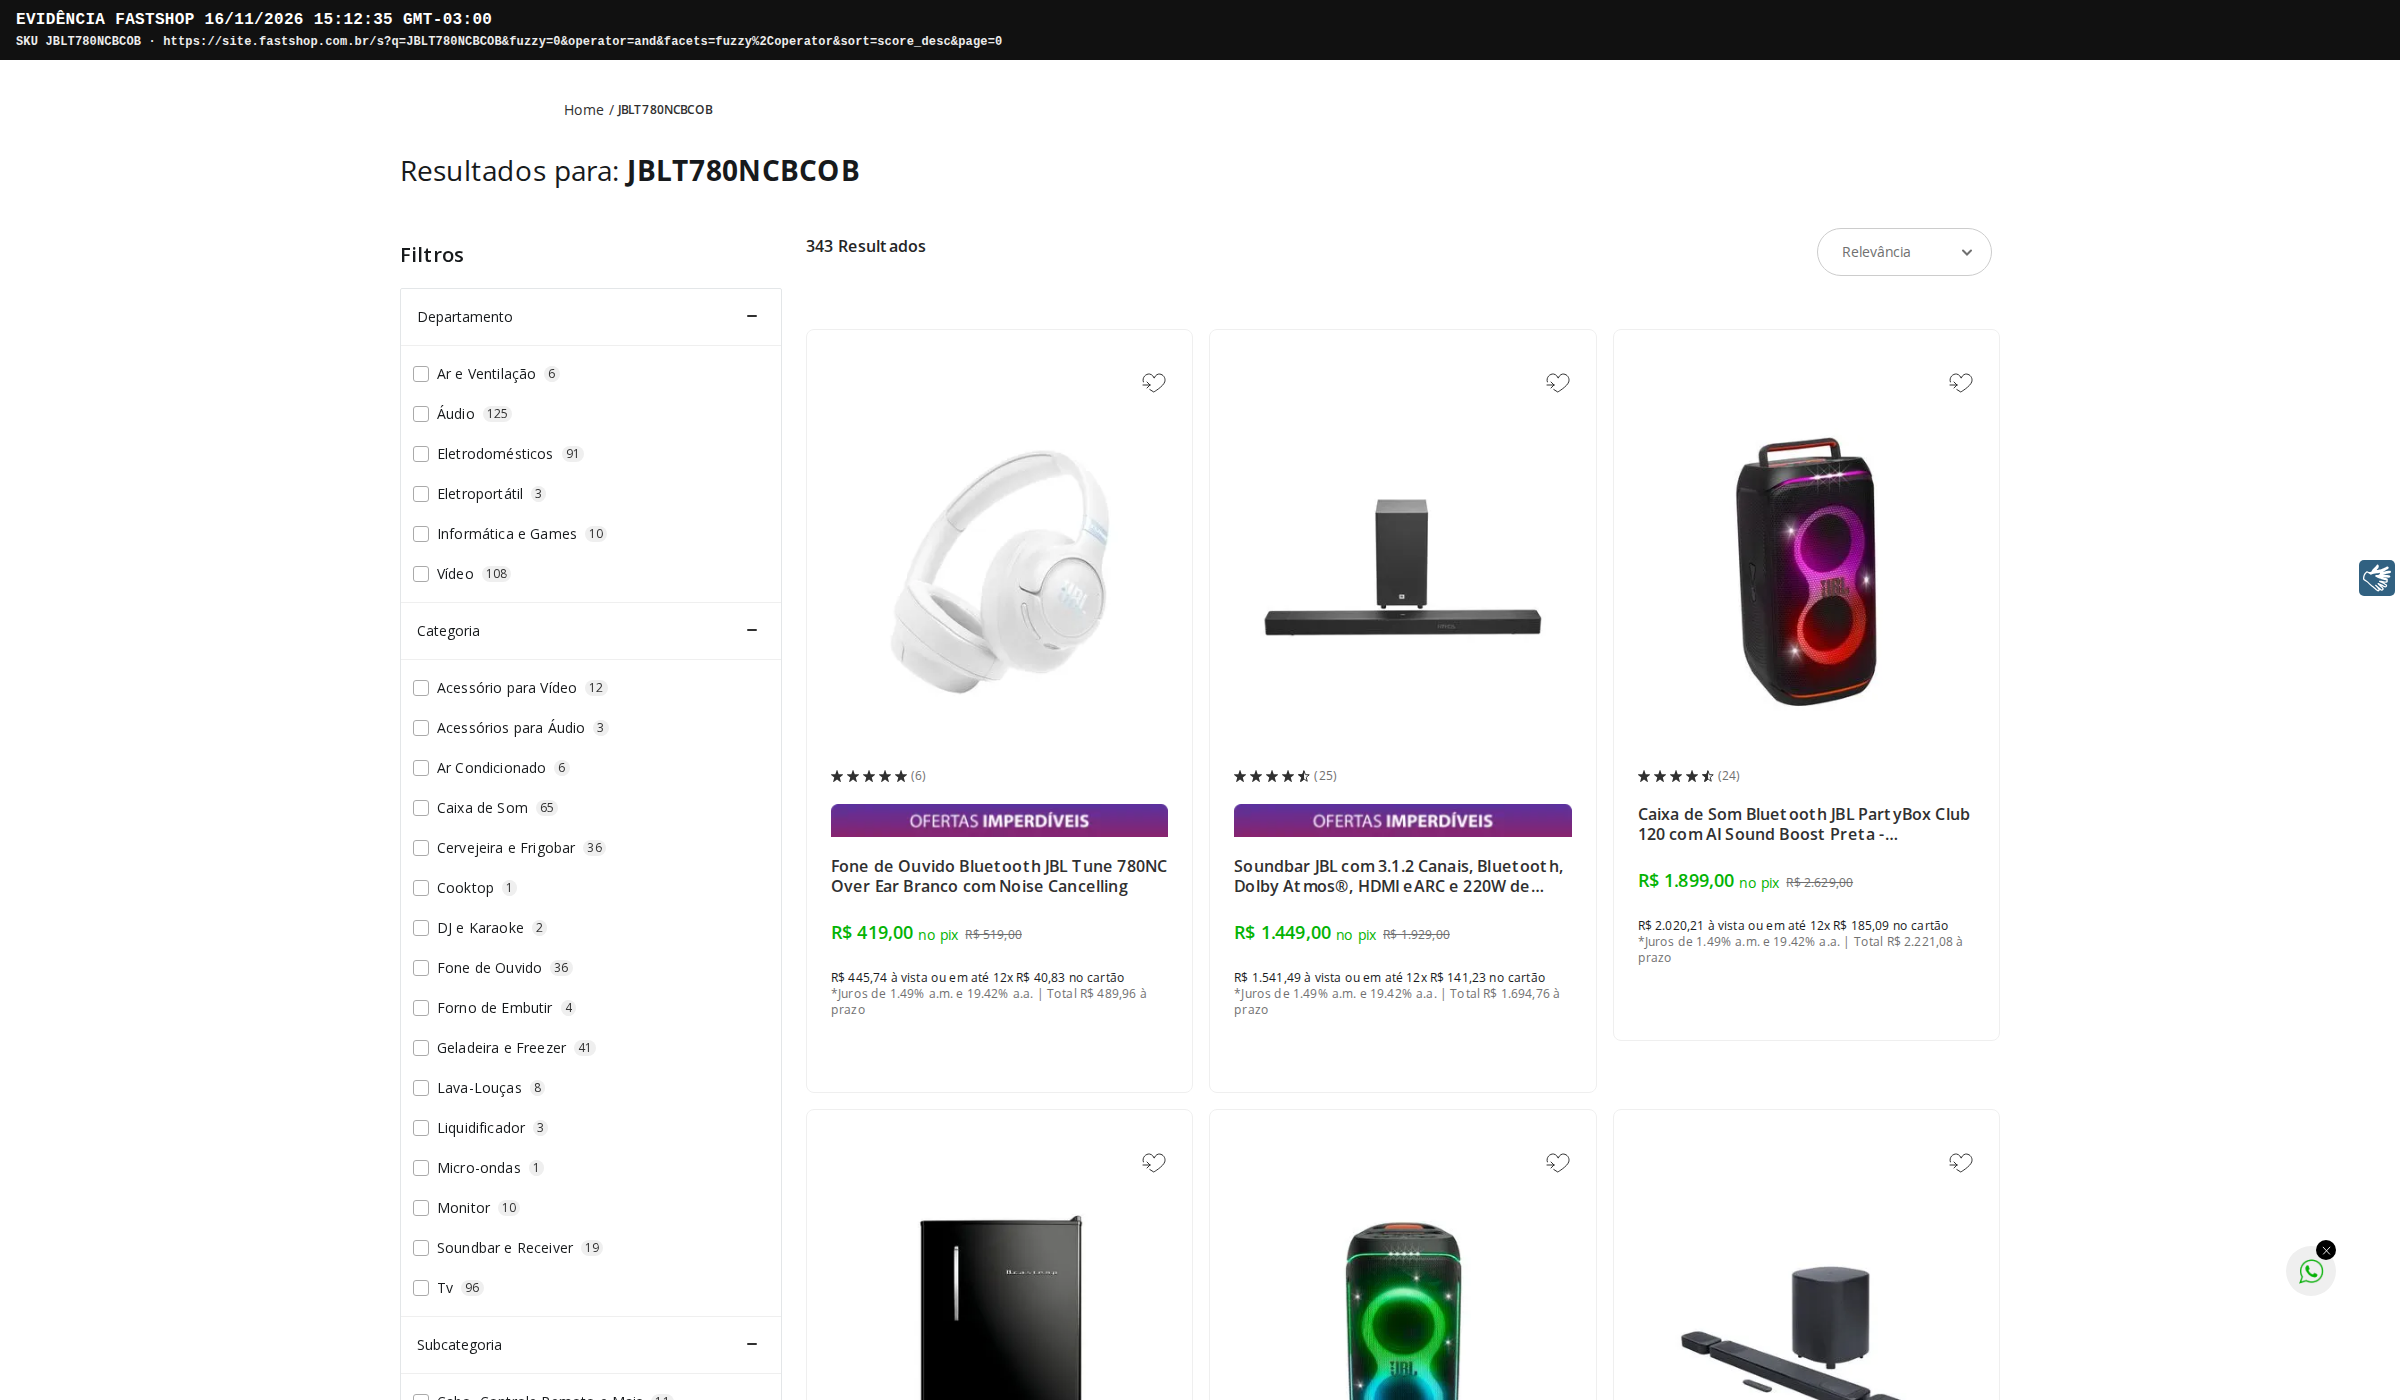 EVIDÊNCIA FASTSHOP 16/11/2026 15:12:35 GMT-03:00
SKU JBLT780NCBCOB · https://site.fastshop.com.br/s?q=JBLT780NCBCOB&fuzzy=0&operator=and&facets=fuzzy%2Coperator&sort=score_desc&page=0
Home / JBLT780NCBCOB
Resultados para: JBLT780NCBCOB
Filtros
343 Resultados
Relevância
Departamento
Ar e Ventilação 6
Áudio 125
Eletrodomésticos 91
Eletroportátil 3
Informática e Games 10
Vídeo 108
Categoria
Acessório para Vídeo 12
Acessórios para Áudio 3
Ar Condicionado 6
Caixa de Som 65
Cervejeira e Frigobar 36
Cooktop 1
DJ e Karaoke 2
Fone de Ouvido 36
Forno de Embutir 4
Geladeira e Freezer 41
Lava-Louças 8
Liquidificador 3
Micro-ondas 1
Monitor 10
Soundbar e Receiver 19
Tv 96
Subcategoria
Cabo, Controle Remoto e Mais 11
JBL
(6)
OFERTAS IMPERDÍVEIS
Fone de Ouvido Bluetooth JBL Tune 780NC
Over Ear Branco com Noise Cancelling
R$ 419,00 no pix R$ 519,00
R$ 445,74 à vista ou em até 12x R$ 40,83 no cartão
*Juros de 1.49% a.m. e 19.42% a.a. | Total R$ 489,96 à
prazo
(25)
OFERTAS IMPERDÍVEIS
Soundbar JBL com 3.1.2 Canais, Bluetooth,
Dolby Atmos®, HDMI eARC e 220W de...
R$ 1.449,00 no pix R$ 1.929,00
R$ 1.541,49 à vista ou em até 12x R$ 141,23 no cartão
*Juros de 1.49% a.m. e 19.42% a.a. | Total R$ 1.694,76 à
prazo
JBL
(24)
Caixa de Som Bluetooth JBL PartyBox Club
120 com AI Sound Boost Preta -...
R$ 1.899,00 no pix R$ 2.629,00
R$ 2.020,21 à vista ou em até 12x R$ 185,09 no cartão
*Juros de 1.49% a.m. e 19.42% a.a. | Total R$ 2.221,08 à
prazo
Brastemp
JBL